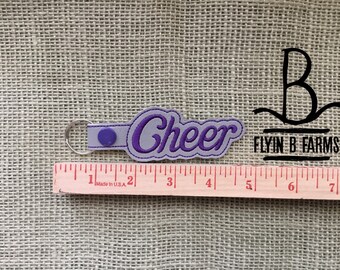 B
FLYIN B FARMS
Cheer
1 2 3 4 5 6 7
MADE IN U.S.A.